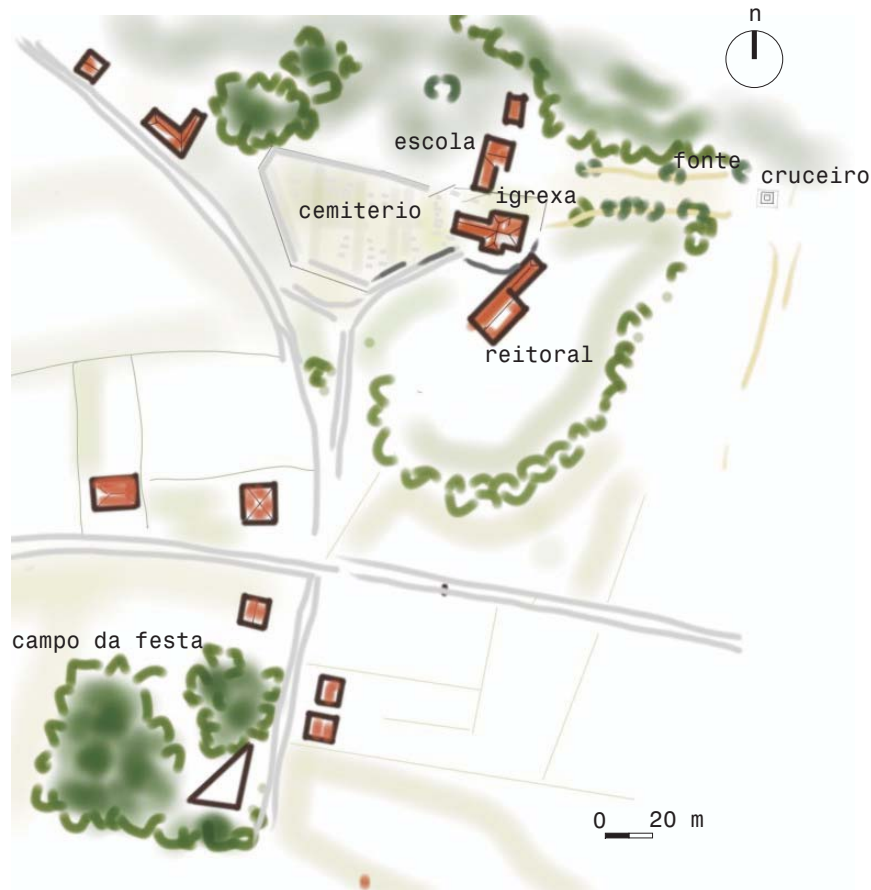 n
escola
fonte
cruceiro
igrexa
cemiterio
reitoral
campo da festa
0 20 m